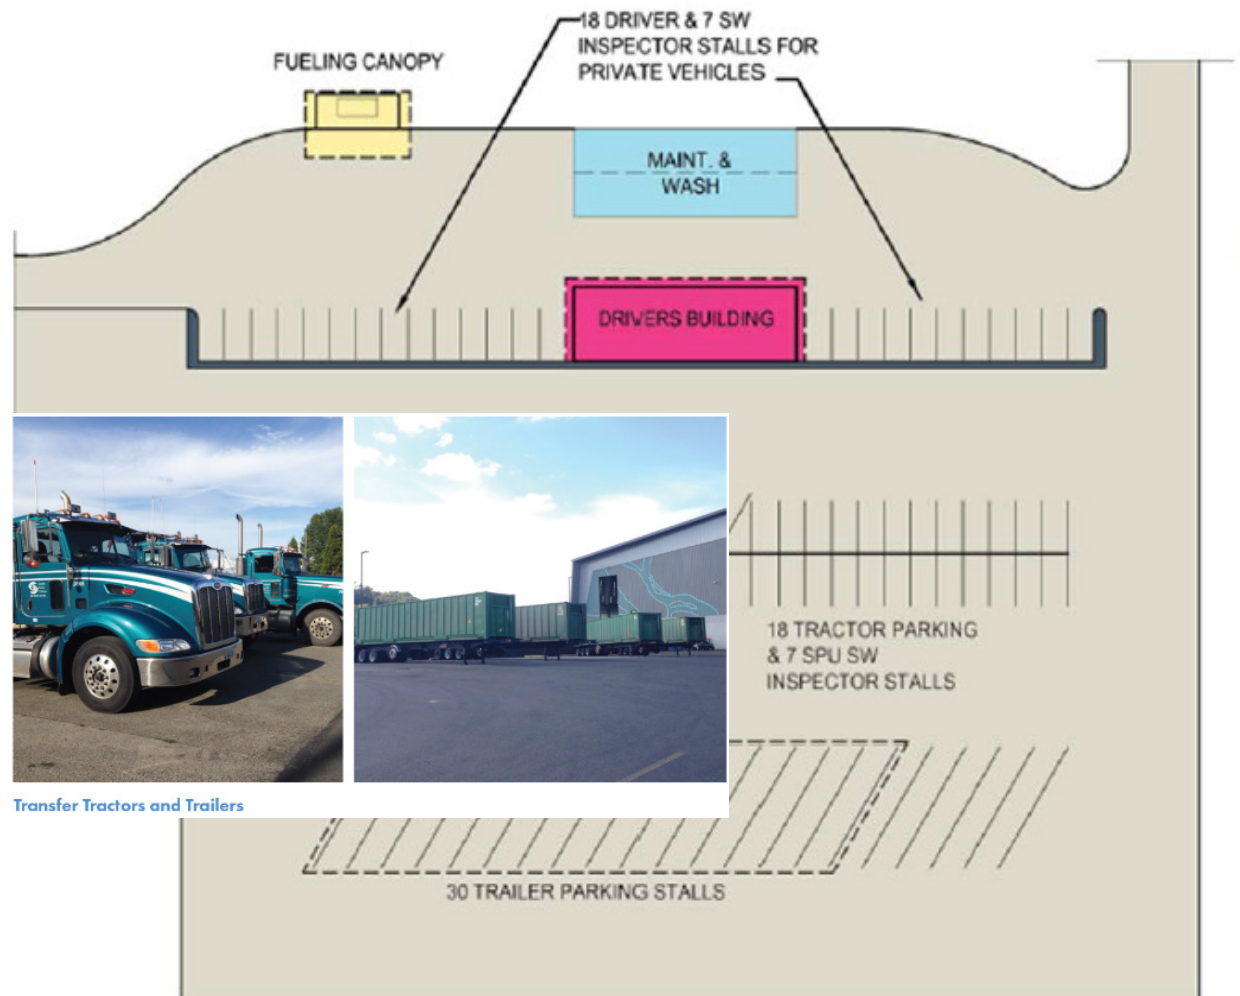 18 DRIVER & 7 SW
INSPECTOR STALLS FOR
PRIVATE VEHICLES
FUELING CANOPY
MAINT. &
WASH
DRIVERS BUILDING
18 TRACTOR PARKING
& 7 SPU SW
INSPECTOR STALLS
Transfer Tractors and Trailers
30 TRAILER PARKING STALLS